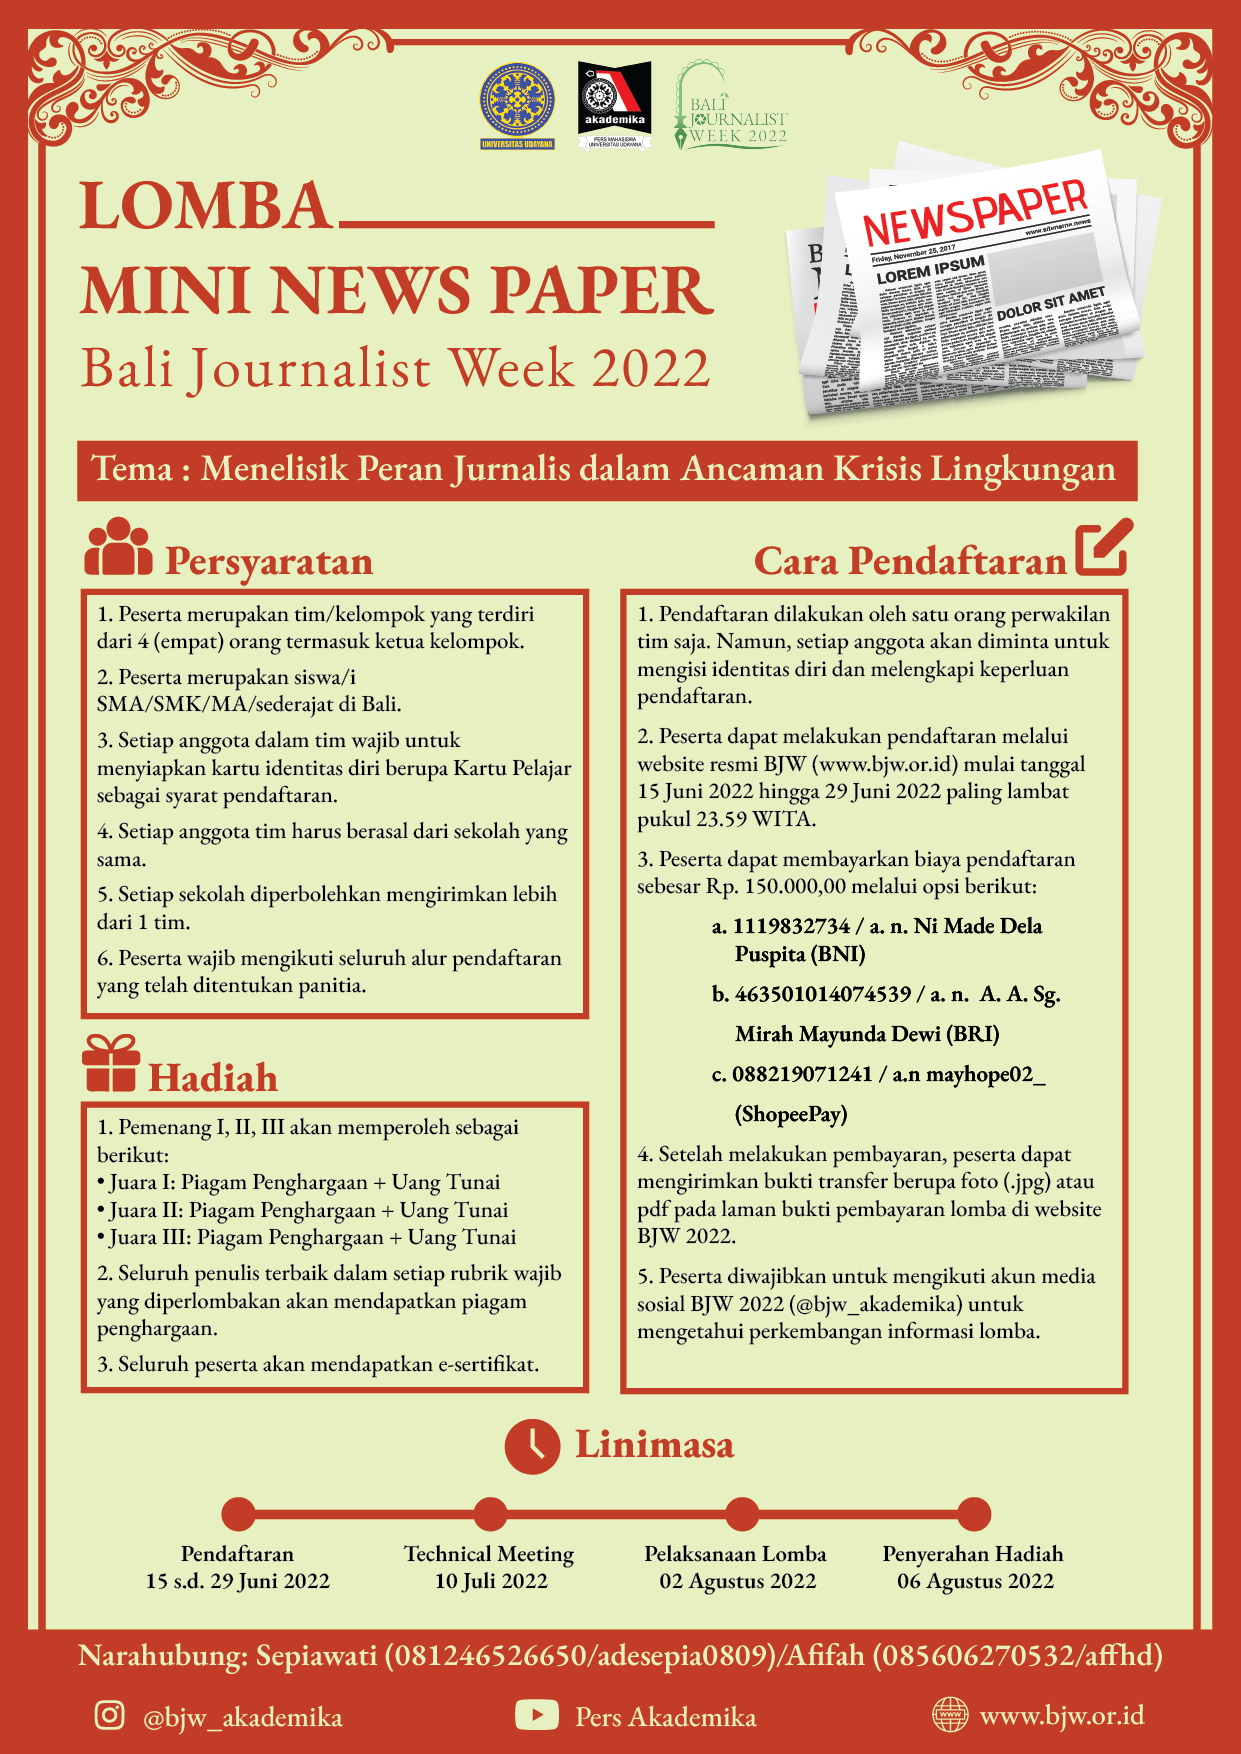 UNIVERSITAS UDAYANA
akademika
PERS MAHASISWA
UNIVERSITAS UDAYANA
BALI
JOURNALIST
WEEK 2022
LOMBA
MINI NEWS PAPER
Bali Journalist Week 2022
NEWSPAPER
Friday, November 25, 2017
www.sitename.news
LOREM IPSUM
DOLOR SIT AMET
Tema : Menelisik Peran Jurnalis dalam Ancaman Krisis Lingkungan
Persyaratan
1. Peserta merupakan tim/kelompok yang terdiri
dari 4 (empat) orang termasuk ketua kelompok.
2. Peserta merupakan siswa/i
SMA/SMK/MA/sederajat di Bali.
3. Setiap anggota dalam tim wajib untuk
menyiapkan kartu identitas diri berupa Kartu Pelajar
sebagai syarat pendaftaran.
4. Setiap anggota tim harus berasal dari sekolah yang
sama.
5. Setiap sekolah diperbolehkan mengirimkan lebih
dari 1 tim.
6. Peserta wajib mengikuti seluruh alur pendaftaran
yang telah ditentukan panitia.
Hadiah
1. Pemenang I, II, III akan memperoleh sebagai
berikut:
• Juara I: Piagam Penghargaan + Uang Tunai
• Juara II: Piagam Penghargaan + Uang Tunai
• Juara III: Piagam Penghargaan + Uang Tunai
2. Seluruh penulis terbaik dalam setiap rubrik wajib
yang diperlombakan akan mendapatkan piagam
penghargaan.
3. Seluruh peserta akan mendapatkan e-sertifikat.
Cara Pendaftaran
1. Pendaftaran dilakukan oleh satu orang perwakilan
tim saja. Namun, setiap anggota akan diminta untuk
mengisi identitas diri dan melengkapi keperluan
pendaftaran.
2. Peserta dapat melakukan pendaftaran melalui
website resmi BJW (www.bjw.or.id) mulai tanggal
15 Juni 2022 hingga 29 Juni 2022 paling lambat
pukul 23.59 WITA.
3. Peserta dapat membayarkan biaya pendaftaran
sebesar Rp. 150.000,00 melalui opsi berikut:
a. 1119832734 / a. n. Ni Made Dela
Puspita (BNI)
b. 463501014074539 / a. n. A. A. Sg.
Mirah Mayunda Dewi (BRI)
c. 088219071241 / a.n mayhope02_
(ShopeePay)
4. Setelah melakukan pembayaran, peserta dapat
mengirimkan bukti transfer berupa foto (.jpg) atau
pdf pada laman bukti pembayaran lomba di website
BJW 2022.
5. Peserta diwajibkan untuk mengikuti akun media
sosial BJW 2022 (@bjw_akademika) untuk
mengetahui perkembangan informasi lomba.
Linimasa
Pendaftaran
15 s.d. 29 Juni 2022
Technical Meeting
10 Juli 2022
Pelaksanaan Lomba
02 Agustus 2022
Penyerahan Hadiah
06 Agustus 2022
Narahubung: Sepiawati (081246526650/adesepia0809)/Afifah (085606270532/affhd)
@bjw_akademika
Pers Akademika
www.bjw.or.id